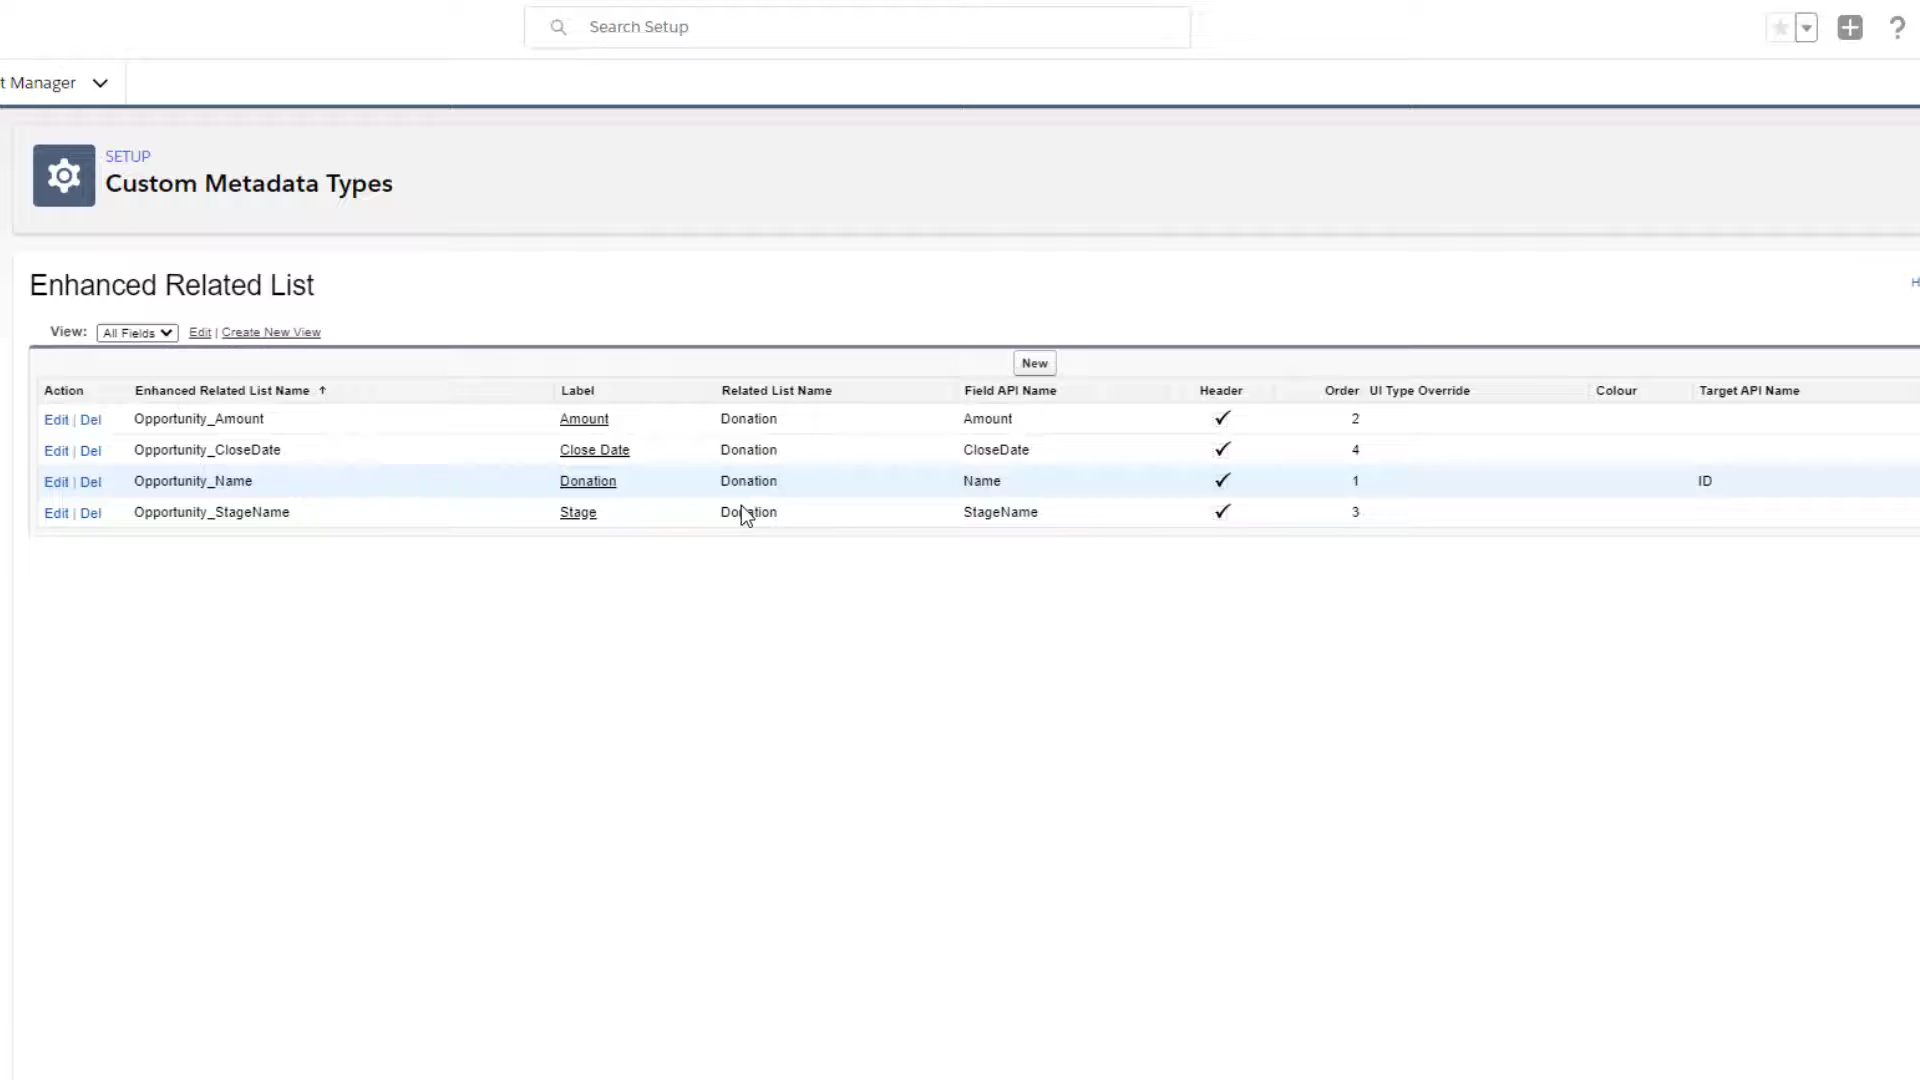 Search Setup
t Manager
SETUP
Custom Metadata Types
Enhanced Related List
H
View: All Fields Edit | Create New View
New
Action Enhanced Related List Name ↑ Label Related List Name Field API Name Header Order UI Type Override Colour Target API Name
Edit | Del Opportunity_Amount Amount Donation Amount ✓ 2
Edit | Del Opportunity_CloseDate Close Date Donation CloseDate ✓ 4
Edit | Del Opportunity_Name Donation Donation Name ✓ 1 ID
Edit | Del Opportunity_StageName Stage Donation StageName ✓ 3